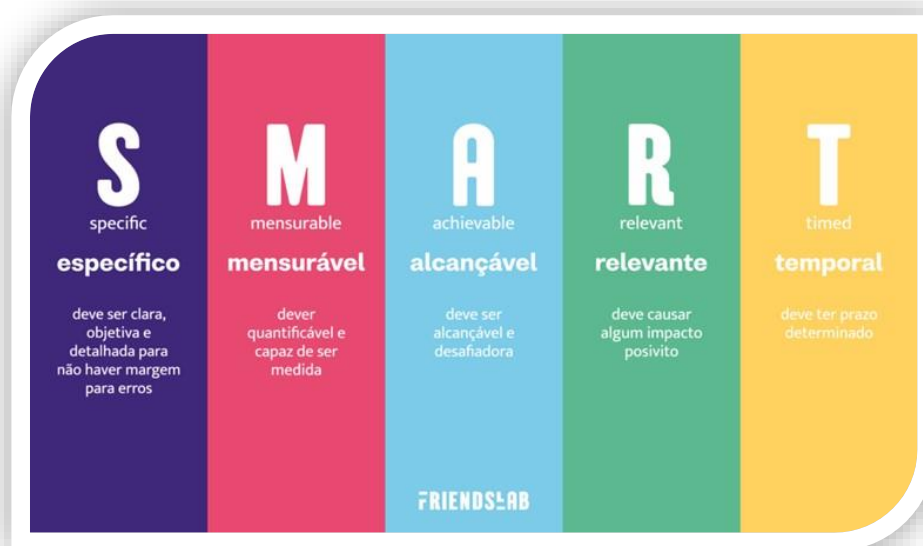 S
specific
específico
deve ser clara,
objetiva e
detalhada para
não haver margem
para erros
M
mensurable
mensurável
dever
quantificável e
capaz de ser
medida
A
achievable
alcançável
deve ser
alcançável e
desafiadora
R
relevant
relevante
deve causar
algum impacto
posivito
T
timed
temporal
deve ter prazo
determinado
FRIENDSLAB